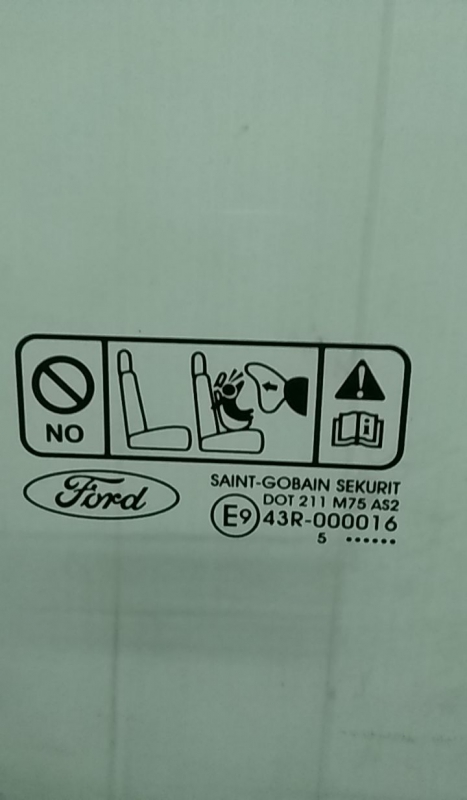 NO
Ford
SAINT-GOBAIN SEKURIT
DOT 211 M75 AS2
E9 43R-000016
5 ••••••